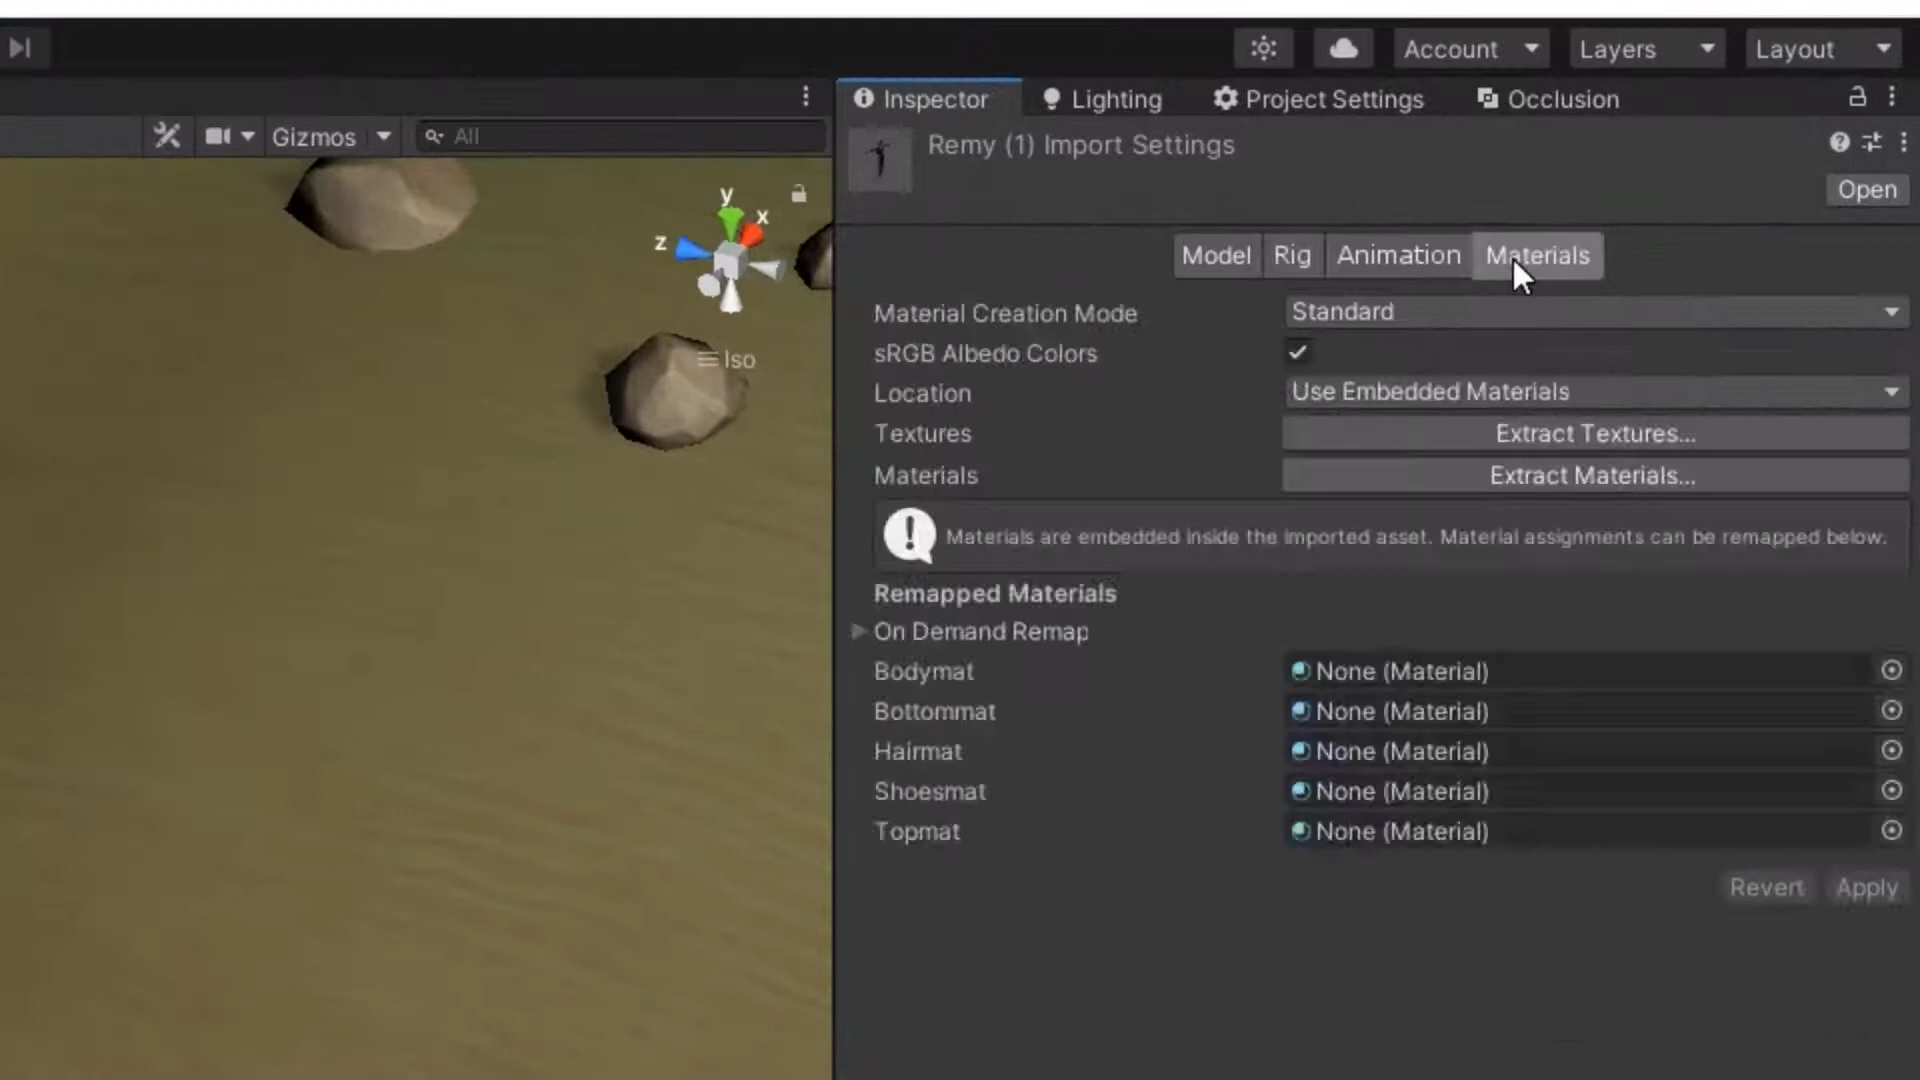 Account
Layers
Layout
Inspector
Lighting
Project Settings
Occlusion
Gizmos
All
Remy (1) Import Settings
Open
y
x
z
Iso
Model
Rig
Animation
Materials
Material Creation Mode
Standard
sRGB Albedo Colors
Location
Use Embedded Materials
Textures
Extract Textures...
Materials
Extract Materials...
Materials are embedded inside the imported asset. Material assignments can be remapped below.
Remapped Materials
On Demand Remap
Bodymat
None (Material)
Bottommat
None (Material)
Hairmat
None (Material)
Shoesmat
None (Material)
Topmat
None (Material)
Revert
Apply